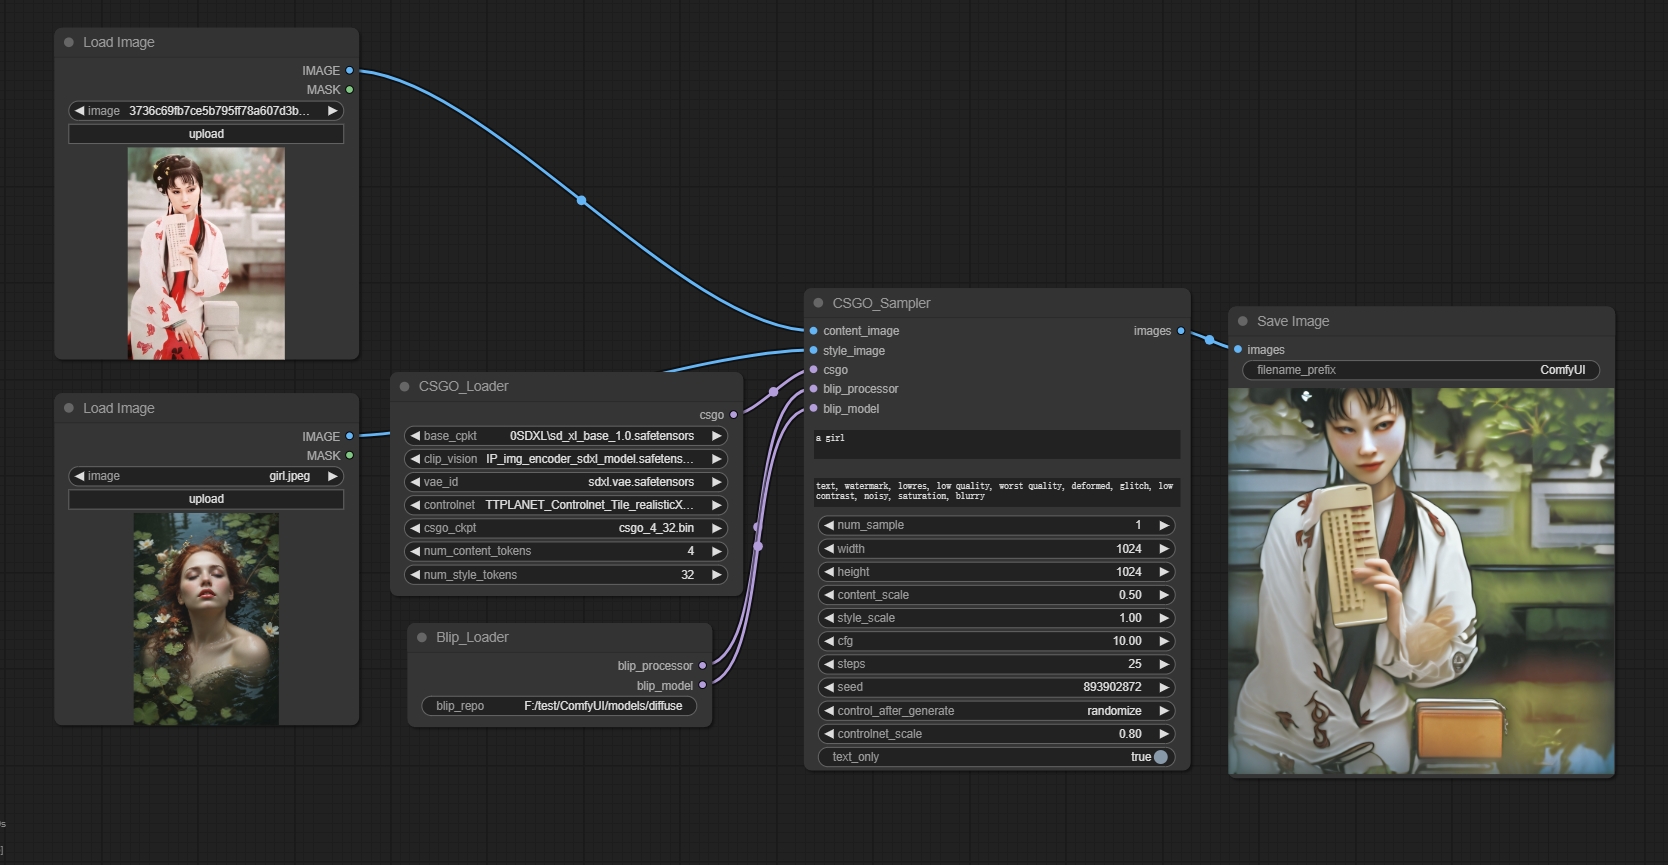 Load Image
IMAGE
MASK
image 3736c69fb7ce5b795ff78a607d3b...
upload
Load Image
IMAGE
MASK
image girl.jpeg
upload
CSGO_Loader
csgo
base_cpkt 0SDXL\sd_xl_base_1.0.safetensors
clip_vision IP_img_encoder_sdxl_model.safetens...
vae_id sdxl.vae.safetensors
controlnet TTPLANET_Controlnet_Tile_realisticX...
csgo_ckpt csgo_4_32.bin
num_content_tokens 4
num_style_tokens 32
Blip_Loader
blip_processor
blip_model
blip_repo F:/test/ComfyUI/models/diffuse
CSGO_Sampler
content_image images
style_image
csgo
blip_processor
blip_model
a girl
text, watermark, lowres, low quality, worst quality, deformed, glitch, low
contrast, noisy, saturation, blurry
num_sample 1
width 1024
height 1024
content_scale 0.50
style_scale 1.00
cfg 10.00
steps 25
seed 893902872
control_after_generate randomize
controlnet_scale 0.80
text_only true
Save Image
images
filename_prefix ComfyUI